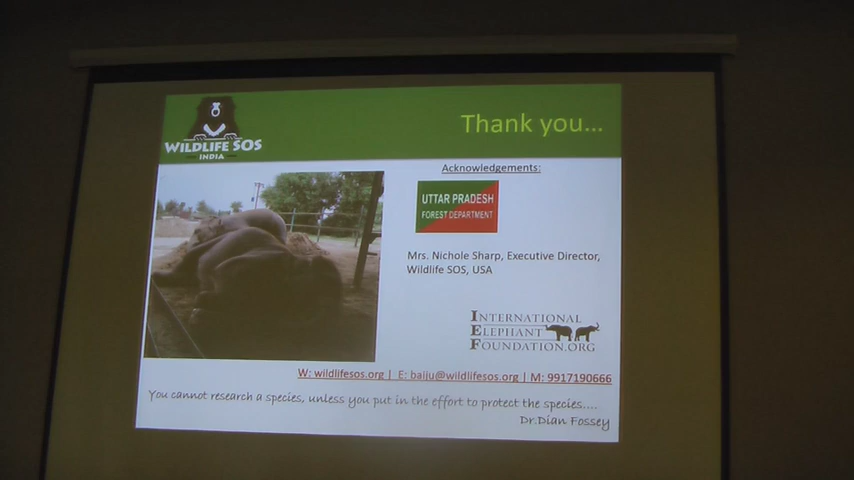 WILDLIFE SOS
INDIA
Thank you...
Acknowledgements:
UTTAR PRADESH
FOREST DEPARTMENT
Mrs. Nichole Sharp, Executive Director,
Wildlife SOS, USA
INTERNATIONAL
ELEPHANT
FOUNDATION.ORG
W: wildlifesos.org | E: baiju@wildlifesos.org | M: 9917190666
You cannot research a species, unless you put in the effort to protect the species....
Dr.Dian Fossey